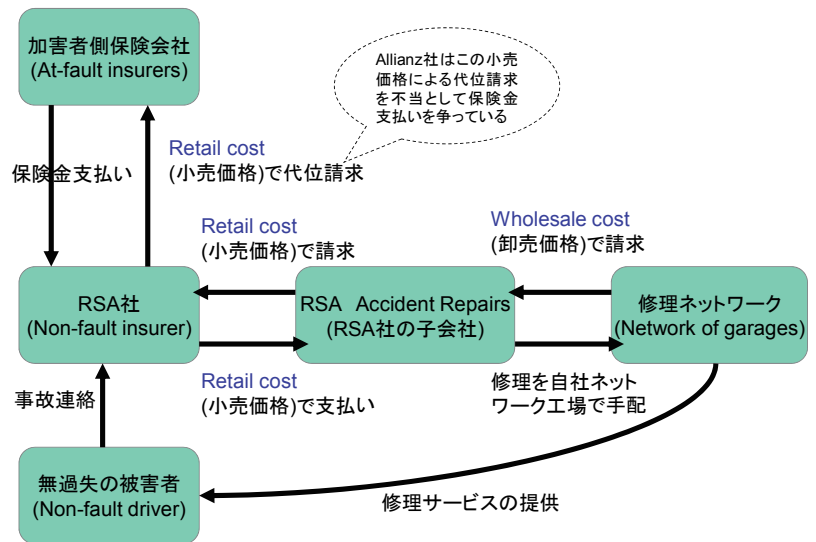 加害者側保険会社
(At-fault insurers)
Allianz社はこの小売
価格による代位請求
を不当として保険金
支払いを争っている
保険金支払い
Retail cost
(小売価格)で代位請求
Retail cost
(小売価格)で請求
Wholesale cost
(卸売価格)で請求
RSA社
(Non-fault insurer)
RSA Accident Repairs
(RSA社の子会社)
修理ネットワーク
(Network of garages)
事故連絡
Retail cost
(小売価格)で支払い
修理を自社ネット
ワーク工場で手配
無過失の被害者
(Non-fault driver)
修理サービスの提供